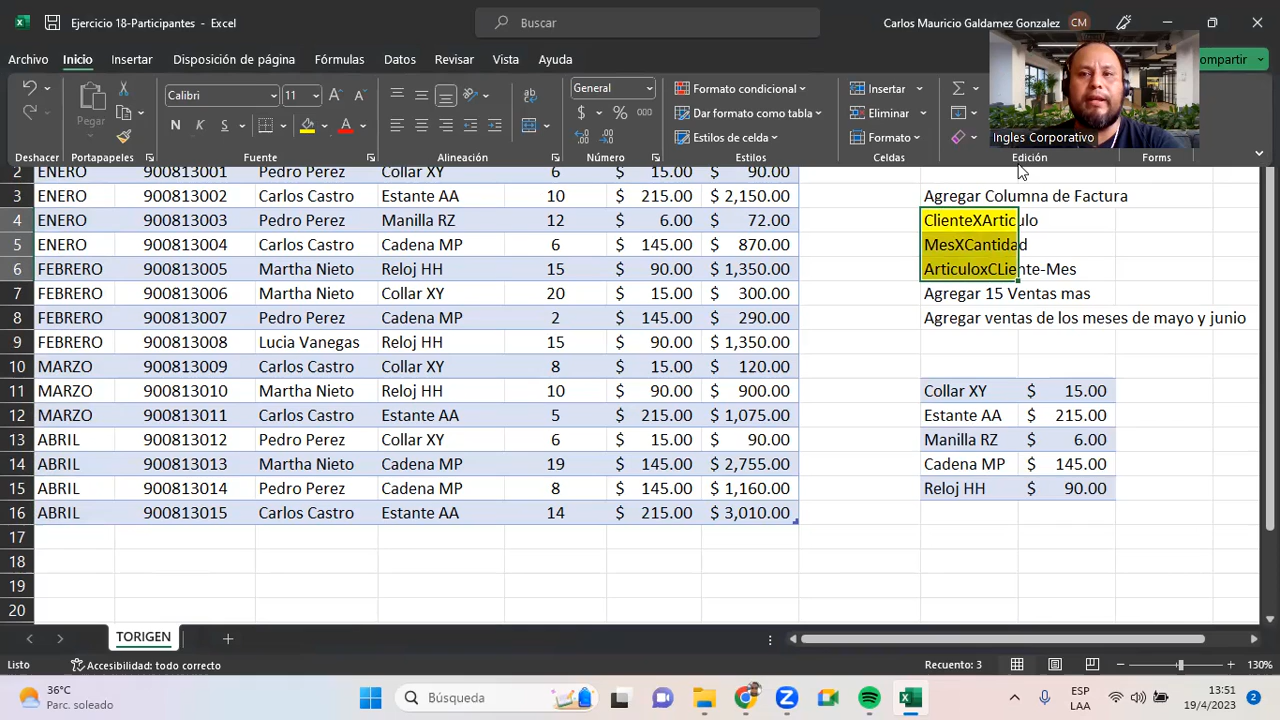 Ejercicio 18-Participantes - Excel
Buscar
Carlos Mauricio Galdamez Gonzalez CM
Archivo Inicio Insertar Disposición de página Fórmulas Datos Revisar Vista Ayuda
Pegar
Calibri 11
N K S
General
$ % 000
Formato condicional
Dar formato como tabla
Estilos de celda
Insertar
Eliminar
Formato
Ingles Corporativo
Deshacer Portapapeles Fuente Alineación Número Estilos Celdas Edición Forms
2 ENERO 900813001 Pedro Perez Collar XY 6 $ 15.00 $ 90.00
3 ENERO 900813002 Carlos Castro Estante AA 10 $ 215.00 $ 2,150.00 Agregar Columna de Factura
4 ENERO 900813003 Pedro Perez Manilla RZ 12 $ 6.00 $ 72.00 ClienteXArticulo
5 ENERO 900813004 Carlos Castro Cadena MP 6 $ 145.00 $ 870.00 MesXCantidad
6 FEBRERO 900813005 Martha Nieto Reloj HH 15 $ 90.00 $ 1,350.00 ArticuloxCLiente-Mes
7 FEBRERO 900813006 Martha Nieto Collar XY 20 $ 15.00 $ 300.00 Agregar 15 Ventas mas
8 FEBRERO 900813007 Pedro Perez Cadena MP 2 $ 145.00 $ 290.00 Agregar ventas de los meses de mayo y junio
9 FEBRERO 900813008 Lucia Vanegas Reloj HH 15 $ 90.00 $ 1,350.00
10 MARZO 900813009 Carlos Castro Collar XY 8 $ 15.00 $ 120.00
11 MARZO 900813010 Martha Nieto Reloj HH 10 $ 90.00 $ 900.00 Collar XY $ 15.00
12 MARZO 900813011 Carlos Castro Estante AA 5 $ 215.00 $ 1,075.00 Estante AA $ 215.00
13 ABRIL 900813012 Pedro Perez Collar XY 6 $ 15.00 $ 90.00 Manilla RZ $ 6.00
14 ABRIL 900813013 Martha Nieto Cadena MP 19 $ 145.00 $ 2,755.00 Cadena MP $ 145.00
15 ABRIL 900813014 Pedro Perez Cadena MP 8 $ 145.00 $ 1,160.00 Reloj HH $ 90.00
16 ABRIL 900813015 Carlos Castro Estante AA 14 $ 215.00 $ 3,010.00
17
18
19
20
TORIGEN
Listo Accesibilidad: todo correcto Recuento: 3 130%
36°C
Parc. soleado
Búsqueda
ESP
LAA
13:51
19/4/2023
2